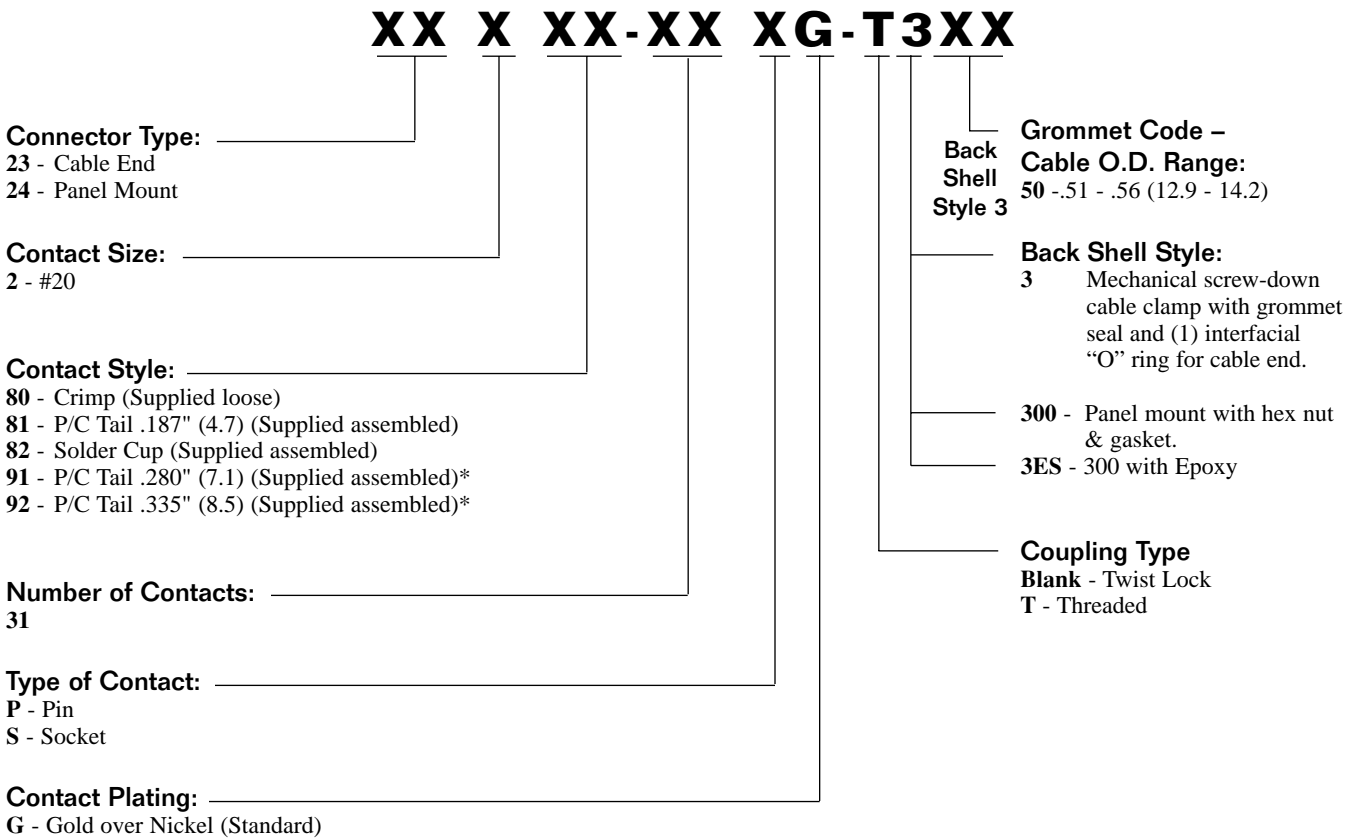 XX X XX-XX XG-T3XX
Connector Type:
23 - Cable End
24 - Panel Mount
Contact Size:
2 - #20
Contact Style:
80 - Crimp (Supplied loose)
81 - P/C Tail .187" (4.7) (Supplied assembled)
82 - Solder Cup (Supplied assembled)
91 - P/C Tail .280" (7.1) (Supplied assembled)*
92 - P/C Tail .335" (8.5) (Supplied assembled)*
Number of Contacts:
31
Type of Contact:
P - Pin
S - Socket
Contact Plating:
G - Gold over Nickel (Standard)
Back
Shell
Style 3
Grommet Code –
Cable O.D. Range:
50 -.51 - .56 (12.9 - 14.2)
Back Shell Style:
3 Mechanical screw-down
cable clamp with grommet
seal and (1) interfacial
“O” ring for cable end.
300 - Panel mount with hex nut
& gasket.
3ES - 300 with Epoxy
Coupling Type
Blank - Twist Lock
T - Threaded